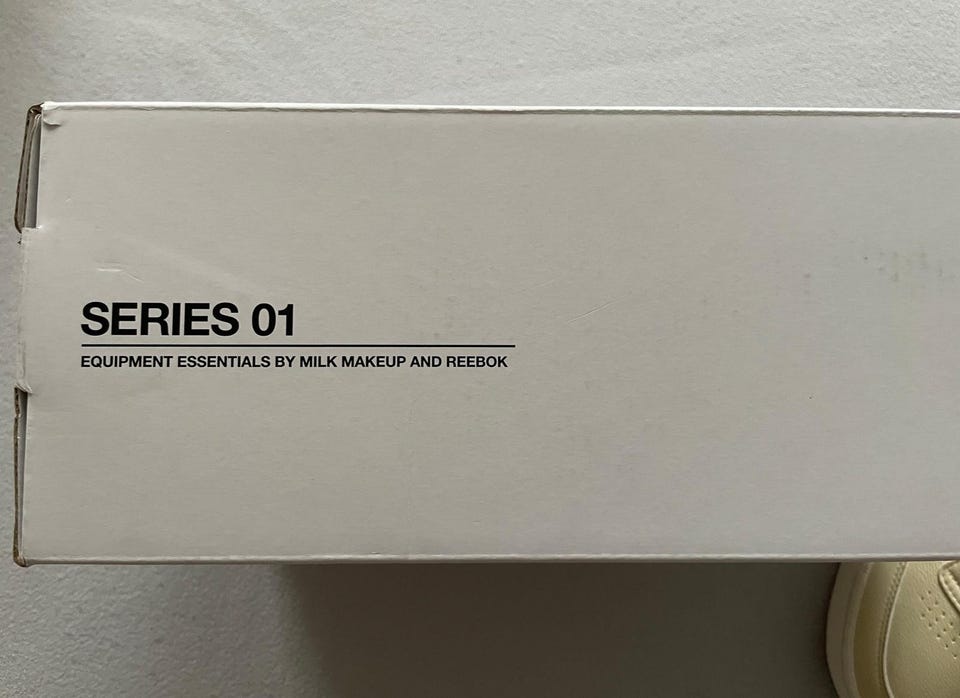 SERIES 01
EQUIPMENT ESSENTIALS BY MILK MAKEUP AND REEBOK